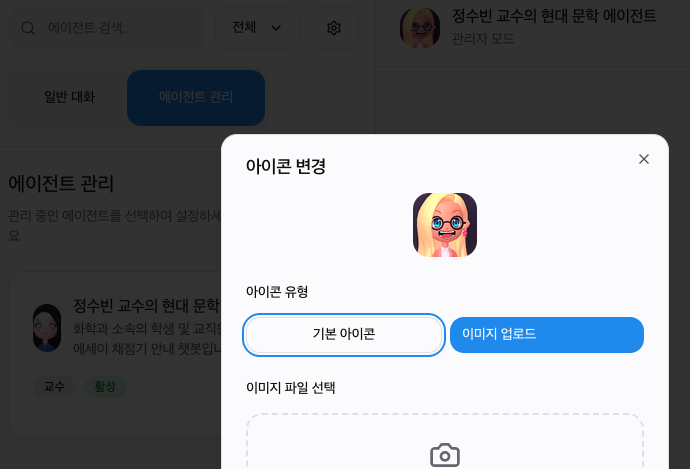 에이전트 검색...
전체
정수빈 교수의 현대 문학 에이전트
관리자 모드
일반 대화
에이전트 관리
에이전트 관리
관리 중인 에이전트를 선택하여 설정하세
요
정수빈 교수의 현대 문학
화학과 소속의 학생 및 교직원
에세이 채점기 안내 챗봇입니
교수
활성
아이콘 변경
아이콘 유형
기본 아이콘
이미지 업로드
이미지 파일 선택